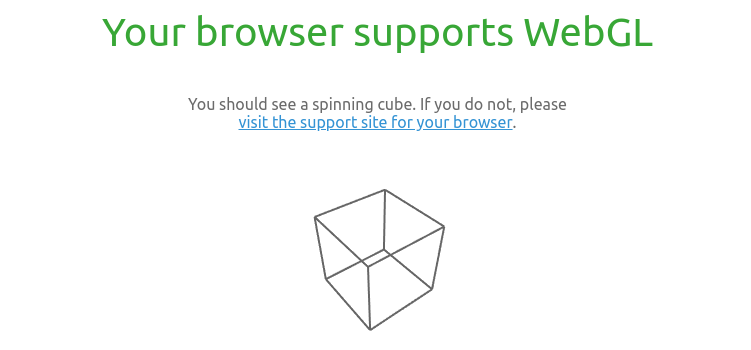 Your browser supports WebGL
You should see a spinning cube. If you do not, please
visit the support site for your browser.